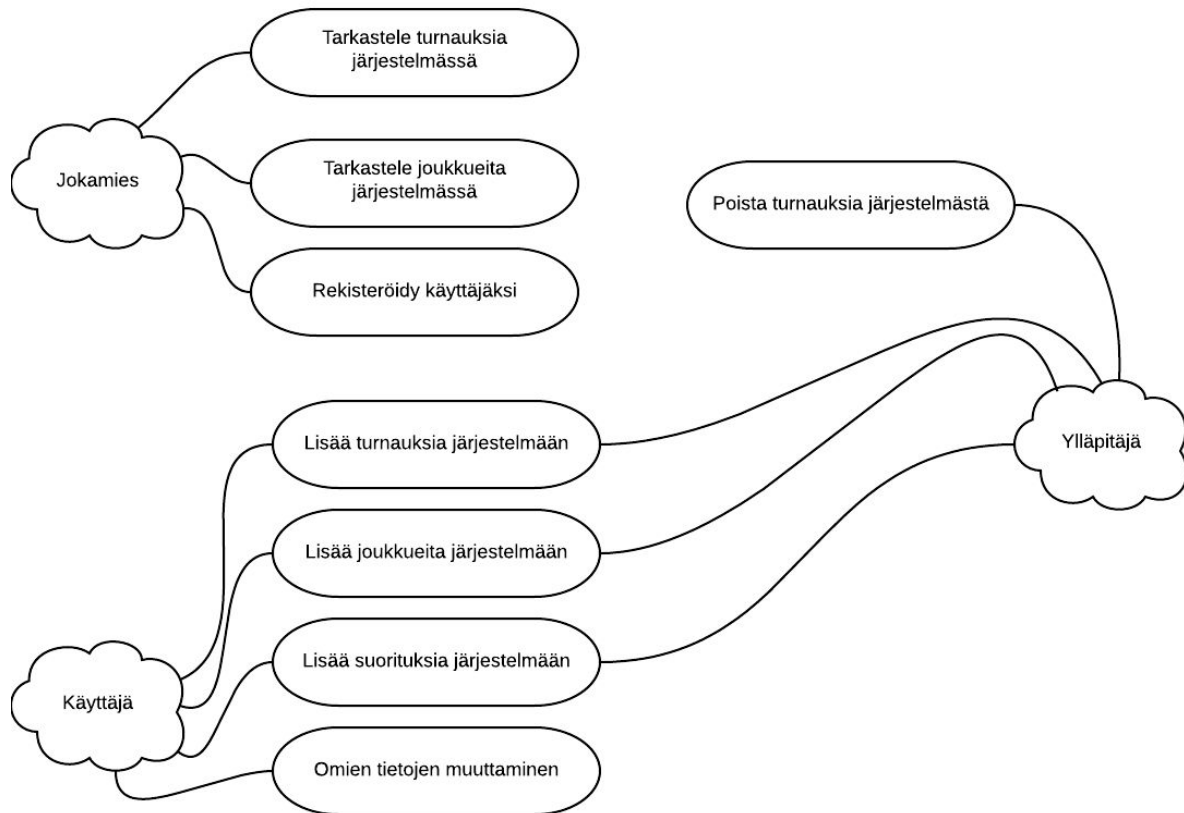 Tarkastele turnauksia
järjestelmässä
Jokamies
Tarkastele joukkueita
järjestelmässä
Poista turnauksia järjestelmästä
Rekisteröidy käyttäjäksi
Lisää turnauksia järjestelmään
Ylläpitäjä
Lisää joukkueita järjestelmään
Lisää suorituksia järjestelmään
Käyttäjä
Omien tietojen muuttaminen